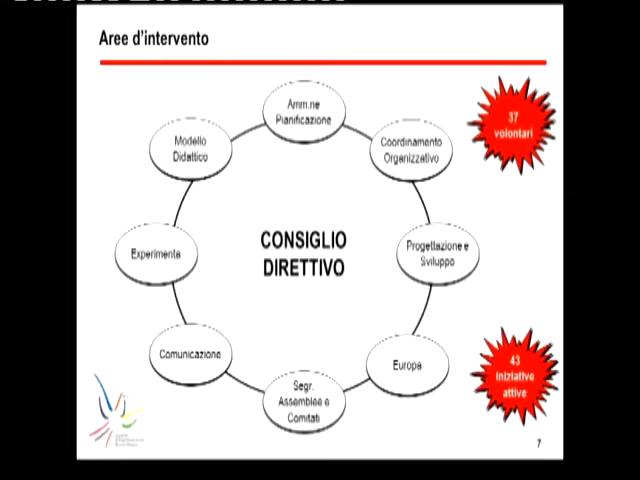 Aree d'intervento
Amm.ne
Pianificazione
Modello
Didattico
Coordinamento
Organizzativo
37
volontari
Experimenta
CONSIGLIO
DIRETTIVO
Progettazione e
Sviluppo
Comunicazione
Europa
Segr.
Assemblee e
Comitati
43
Iniziative
attive
7